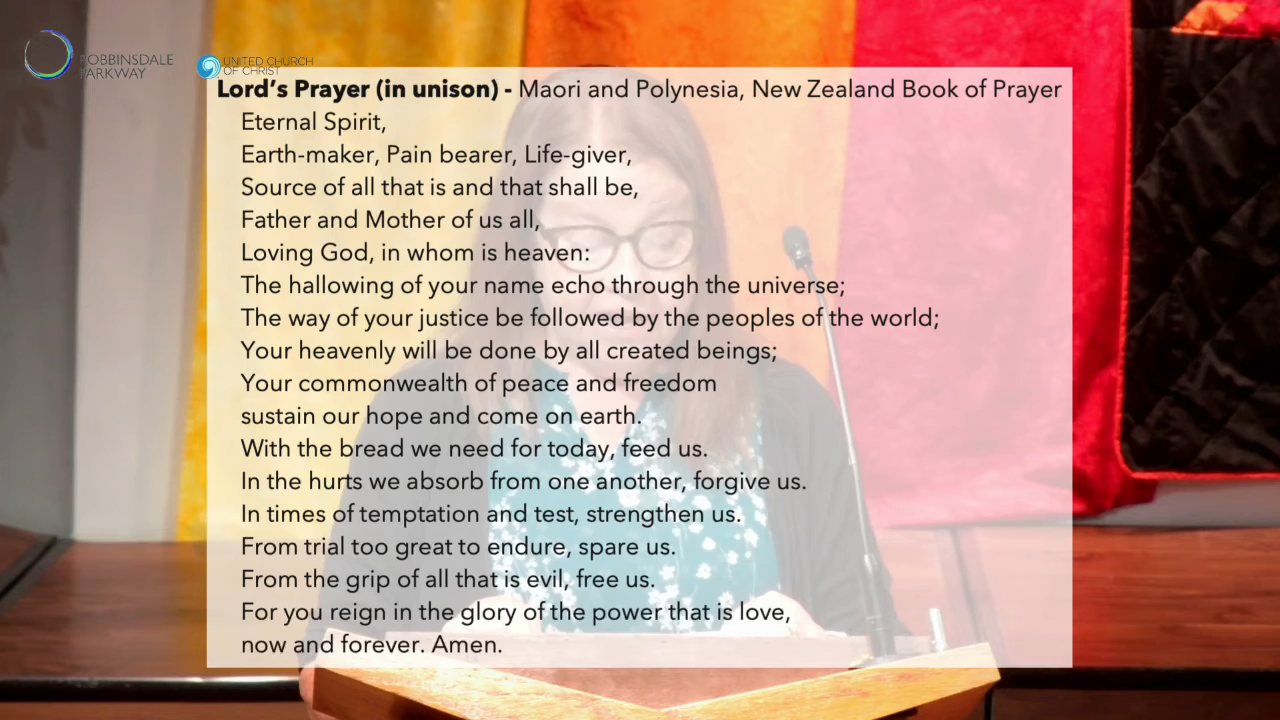 ROBBINSDALE
PARKWAY
UNITED CHURCH
OF CHRIST
Lord's Prayer (in unison) - Maori and Polynesia, New Zealand Book of Prayer
Eternal Spirit,
Earth-maker, Pain bearer, Life-giver,
Source of all that is and that shall be,
Father and Mother of us all,
Loving God, in whom is heaven:
The hallowing of your name echo through the universe;
The way of your justice be followed by the peoples of the world;
Your heavenly will be done by all created beings;
Your commonwealth of peace and freedom
sustain our hope and come on earth.
With the bread we need for today, feed us.
In the hurts we absorb from one another, forgive us.
In times of temptation and test, strengthen us.
From trial too great to endure, spare us.
From the grip of all that is evil, free us.
For you reign in the glory of the power that is love,
now and forever. Amen.